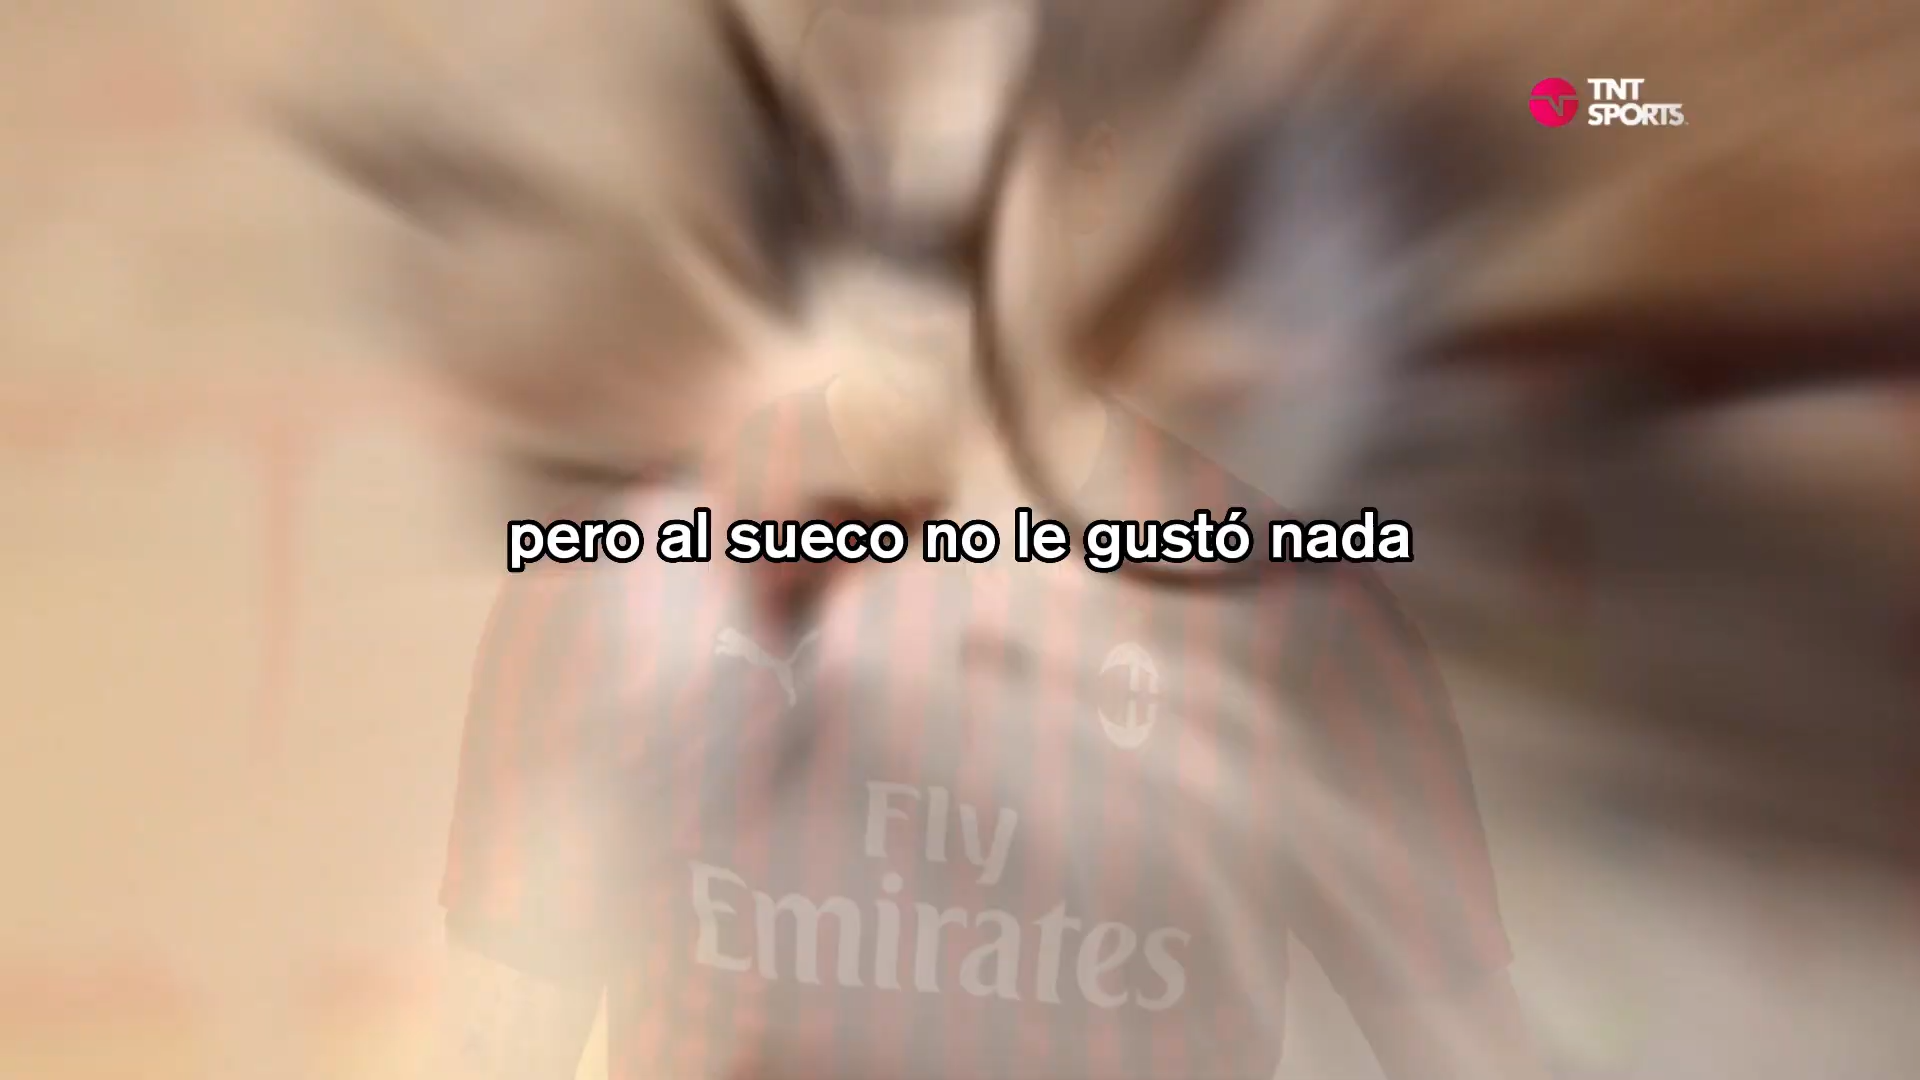 TNT
SPORTS
pero al sueco no le gustó nada
Fly
Emirates